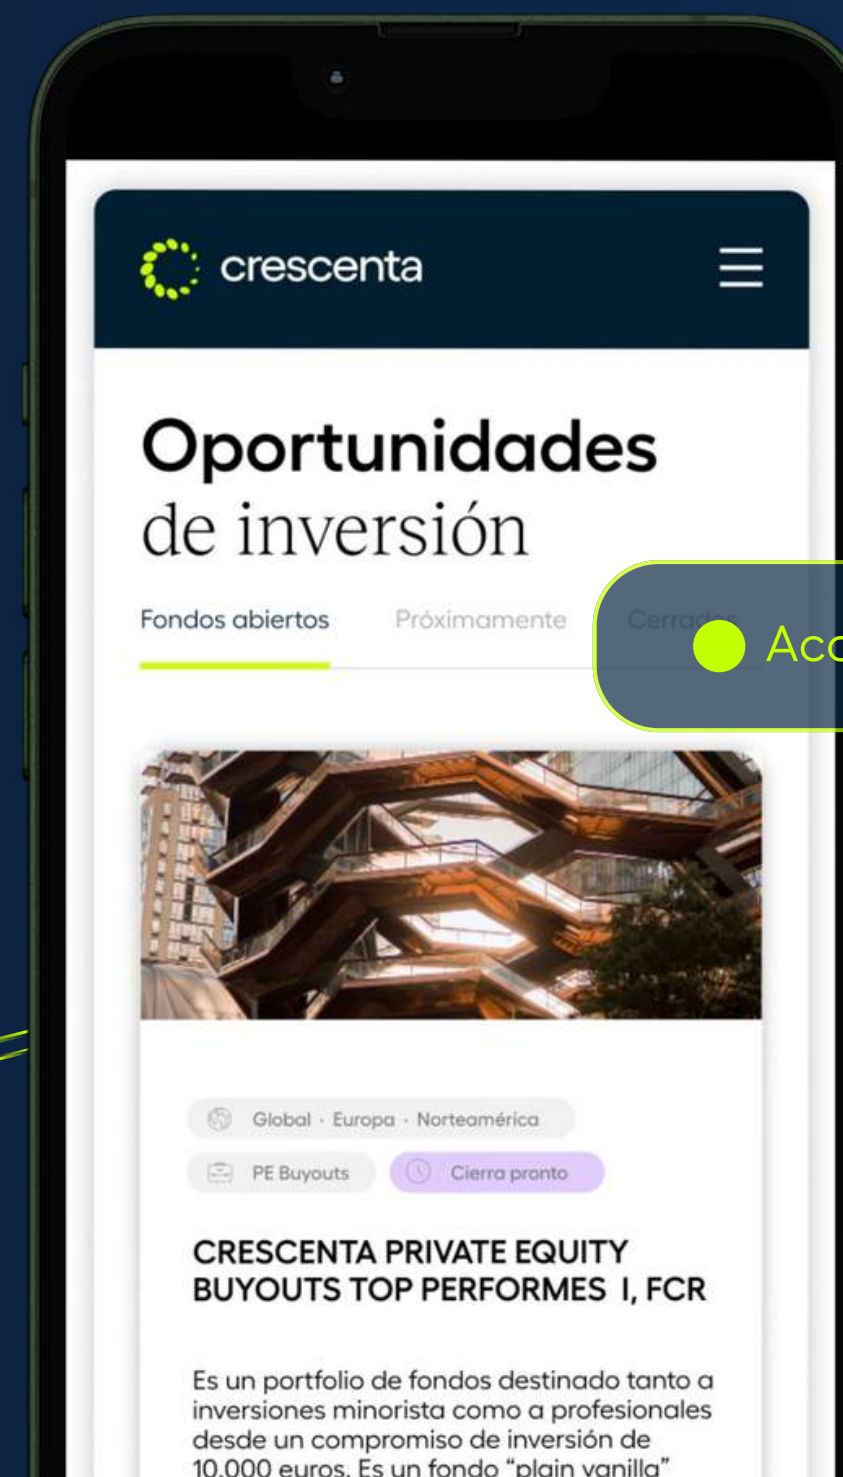 crescenta
Oportunidades
de inversión
Fondos abiertos Próximamente Cerrados
Global · Europa · Norteamérica
PE Buyouts Cierra pronto
CRESCENTA PRIVATE EQUITY
BUYOUTS TOP PERFORMES I, FCR
Es un portfolio de fondos destinado tanto a
inversiones minorista como a profesionales
desde un compromiso de inversión de
10.000 euros. Es un fondo “plain vanilla”